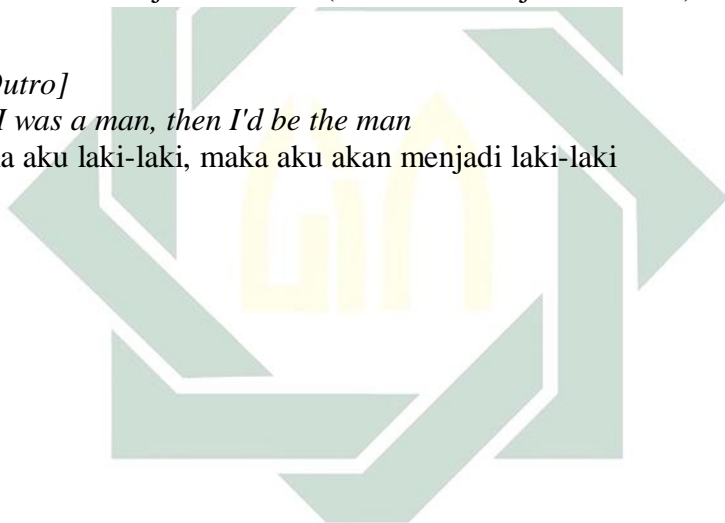 utro]
I was a man, then I'd be the man
a aku laki-laki, maka aku akan menjadi laki-laki